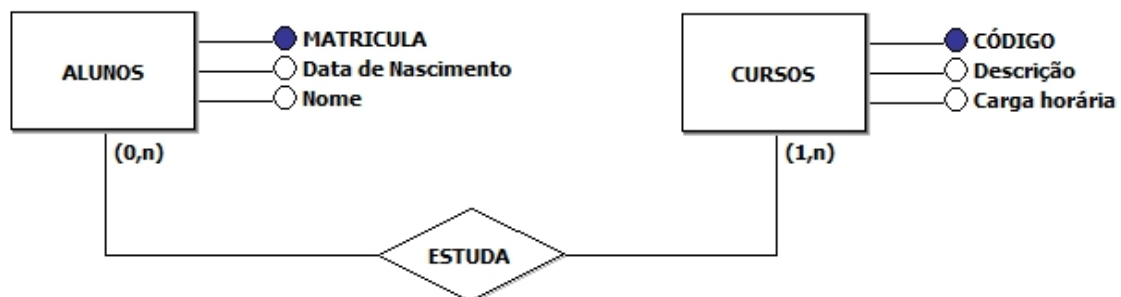 ALUNOS
MATRICULA
Data de Nascimento
Nome
(0,n)
CURSOS
CÓDIGO
Descrição
Carga horária
(1,n)
ESTUDA